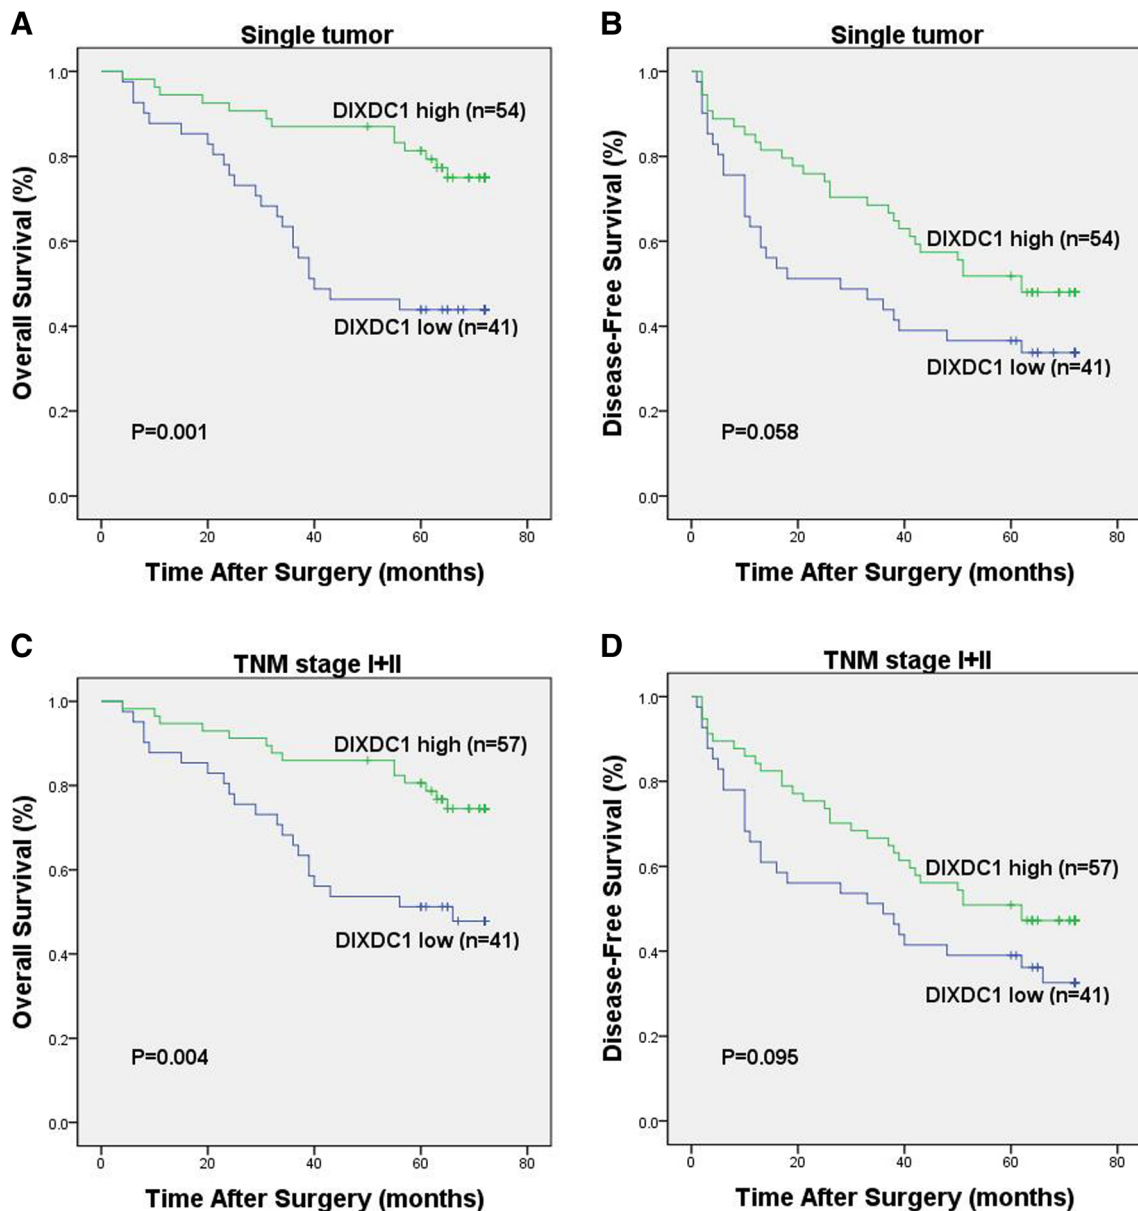 A
Single tumor
Overall Survival (%)
1.0
0.8
0.6
0.4
0.2
0.0
DIXDC1 high (n=54)
DIXDC1 low (n=41)
P=0.001
0 20 40 60 80
Time After Surgery (months)
B
Single tumor
Disease-Free Survival (%)
1.0
0.8
0.6
0.4
0.2
0.0
DIXDC1 high (n=54)
DIXDC1 low (n=41)
P=0.058
0 20 40 60 80
Time After Surgery (months)
C
TNM stage I+II
Overall Survival (%)
1.0
0.8
0.6
0.4
0.2
0.0
DIXDC1 high (n=57)
DIXDC1 low (n=41)
P=0.004
0 20 40 60 80
Time After Surgery (months)
D
TNM stage I+II
Disease-Free Survival (%)
1.0
0.8
0.6
0.4
0.2
0.0
DIXDC1 high (n=57)
DIXDC1 low (n=41)
P=0.095
0 20 40 60 80
Time After Surgery (months)